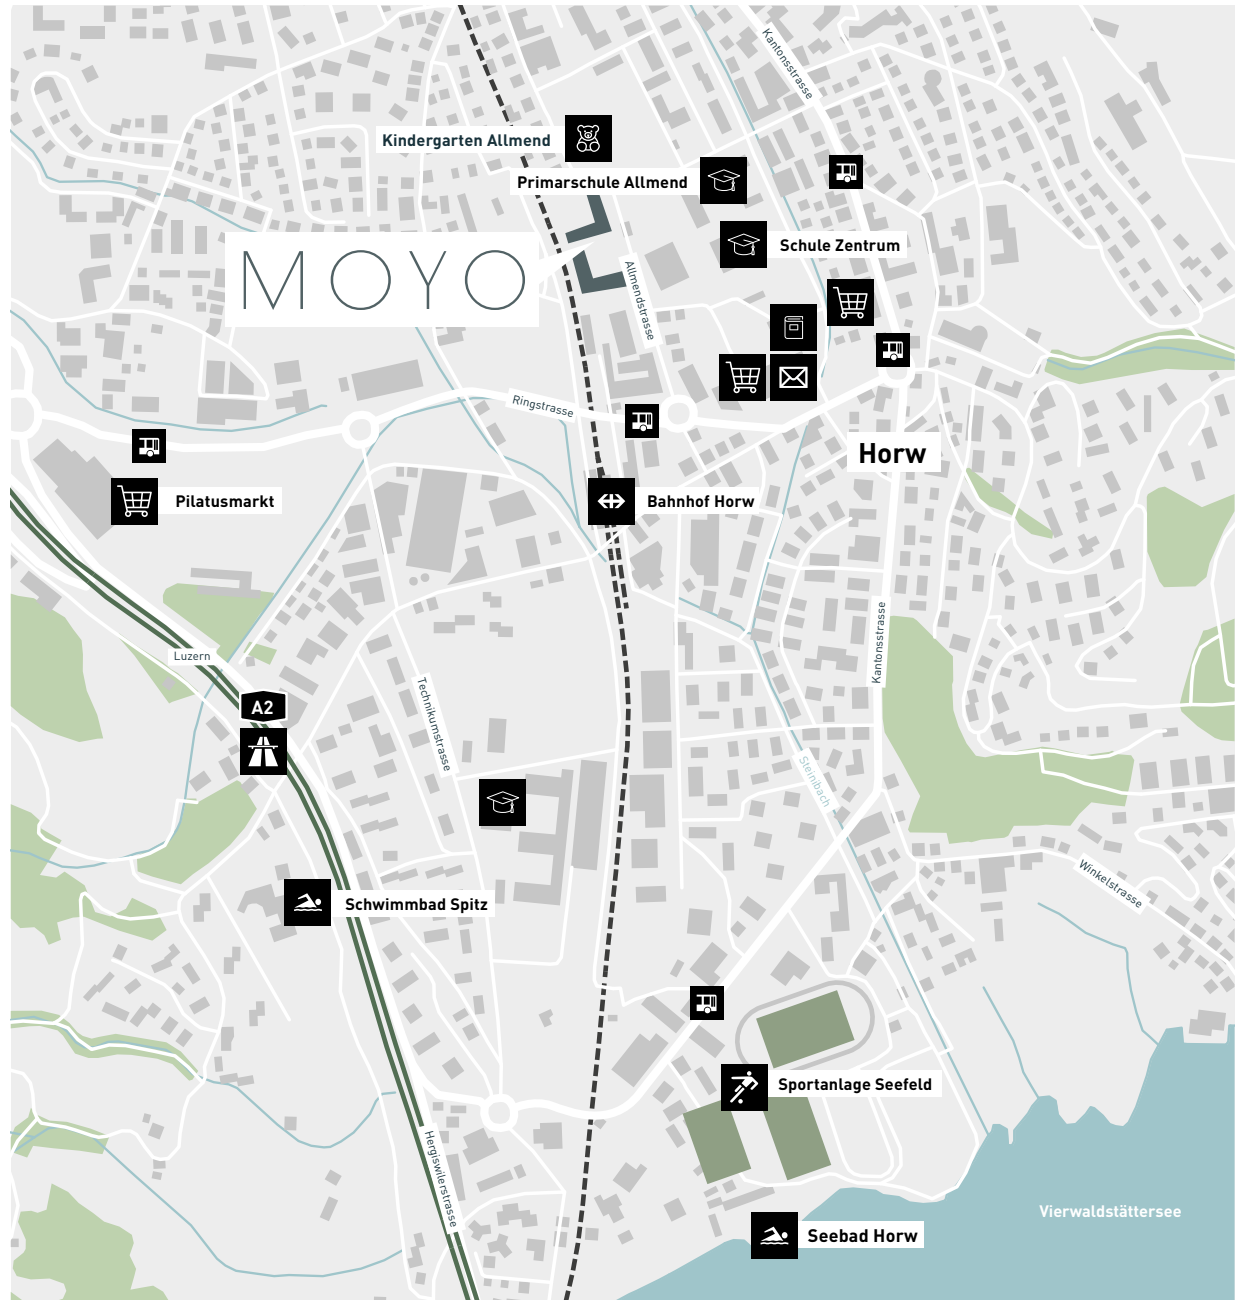 Kantonsstrasse
Kindergarten Allmend
Primarschule Allmend
Schule Zentrum
MOYO
Allmendstrasse
Ringstrasse
Horw
Pilatusmarkt
Bahnhof Horw
Kantonsstrasse
Luzern
A2
Technikumstrasse
Steinibach
Winkelstrasse
Schwimmbad Spitz
Sportanlage Seefeld
Hergiswilerstrasse
Vierwaldstättersee
Seebad Horw